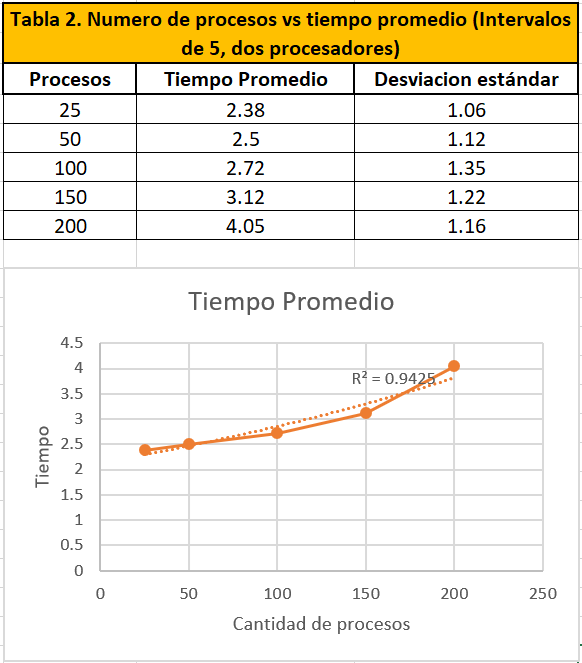 Tabla 2. Numero de procesos vs tiempo promedio (Intervalos
de 5, dos procesadores)
Procesos Tiempo Promedio Desviacion estándar
25 2.38 1.06
50 2.5 1.12
100 2.72 1.35
150 3.12 1.22
200 4.05 1.16
Tiempo Promedio
4.5
4
3.5
3
2.5
2
1.5
1
0.5
0
R² = 0.9425
Tiempo
0 50 100 150 200 250
Cantidad de procesos